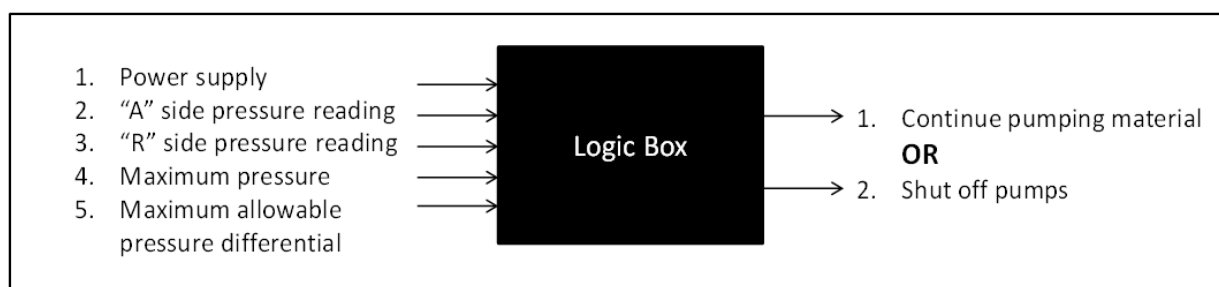 1. Power supply
2. “A” side pressure reading
3. “R” side pressure reading
4. Maximum pressure
5. Maximum allowable
pressure differential
Logic Box
1. Continue pumping material
OR
2. Shut off pumps